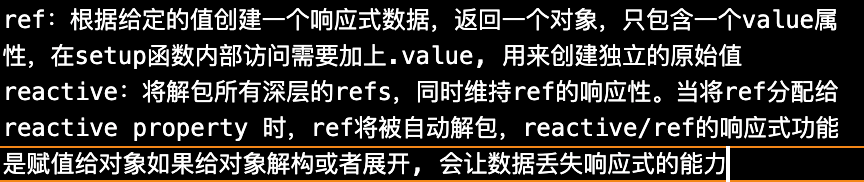 ref: 根据给定的值创建一个响应式数据，返回一个对象，只包含一个value属
性，在setup函数内部访问需要加上.value, 用来创建独立的原始值
reactive: 将解包所有深层的refs，同时维持ref的响应性。当将ref分配给
reactive property 时，ref将被自动解包，reactive/ref的响应式功能
是赋值给对象如果给对象解构或者展开, 会让数据丢失响应式的能力